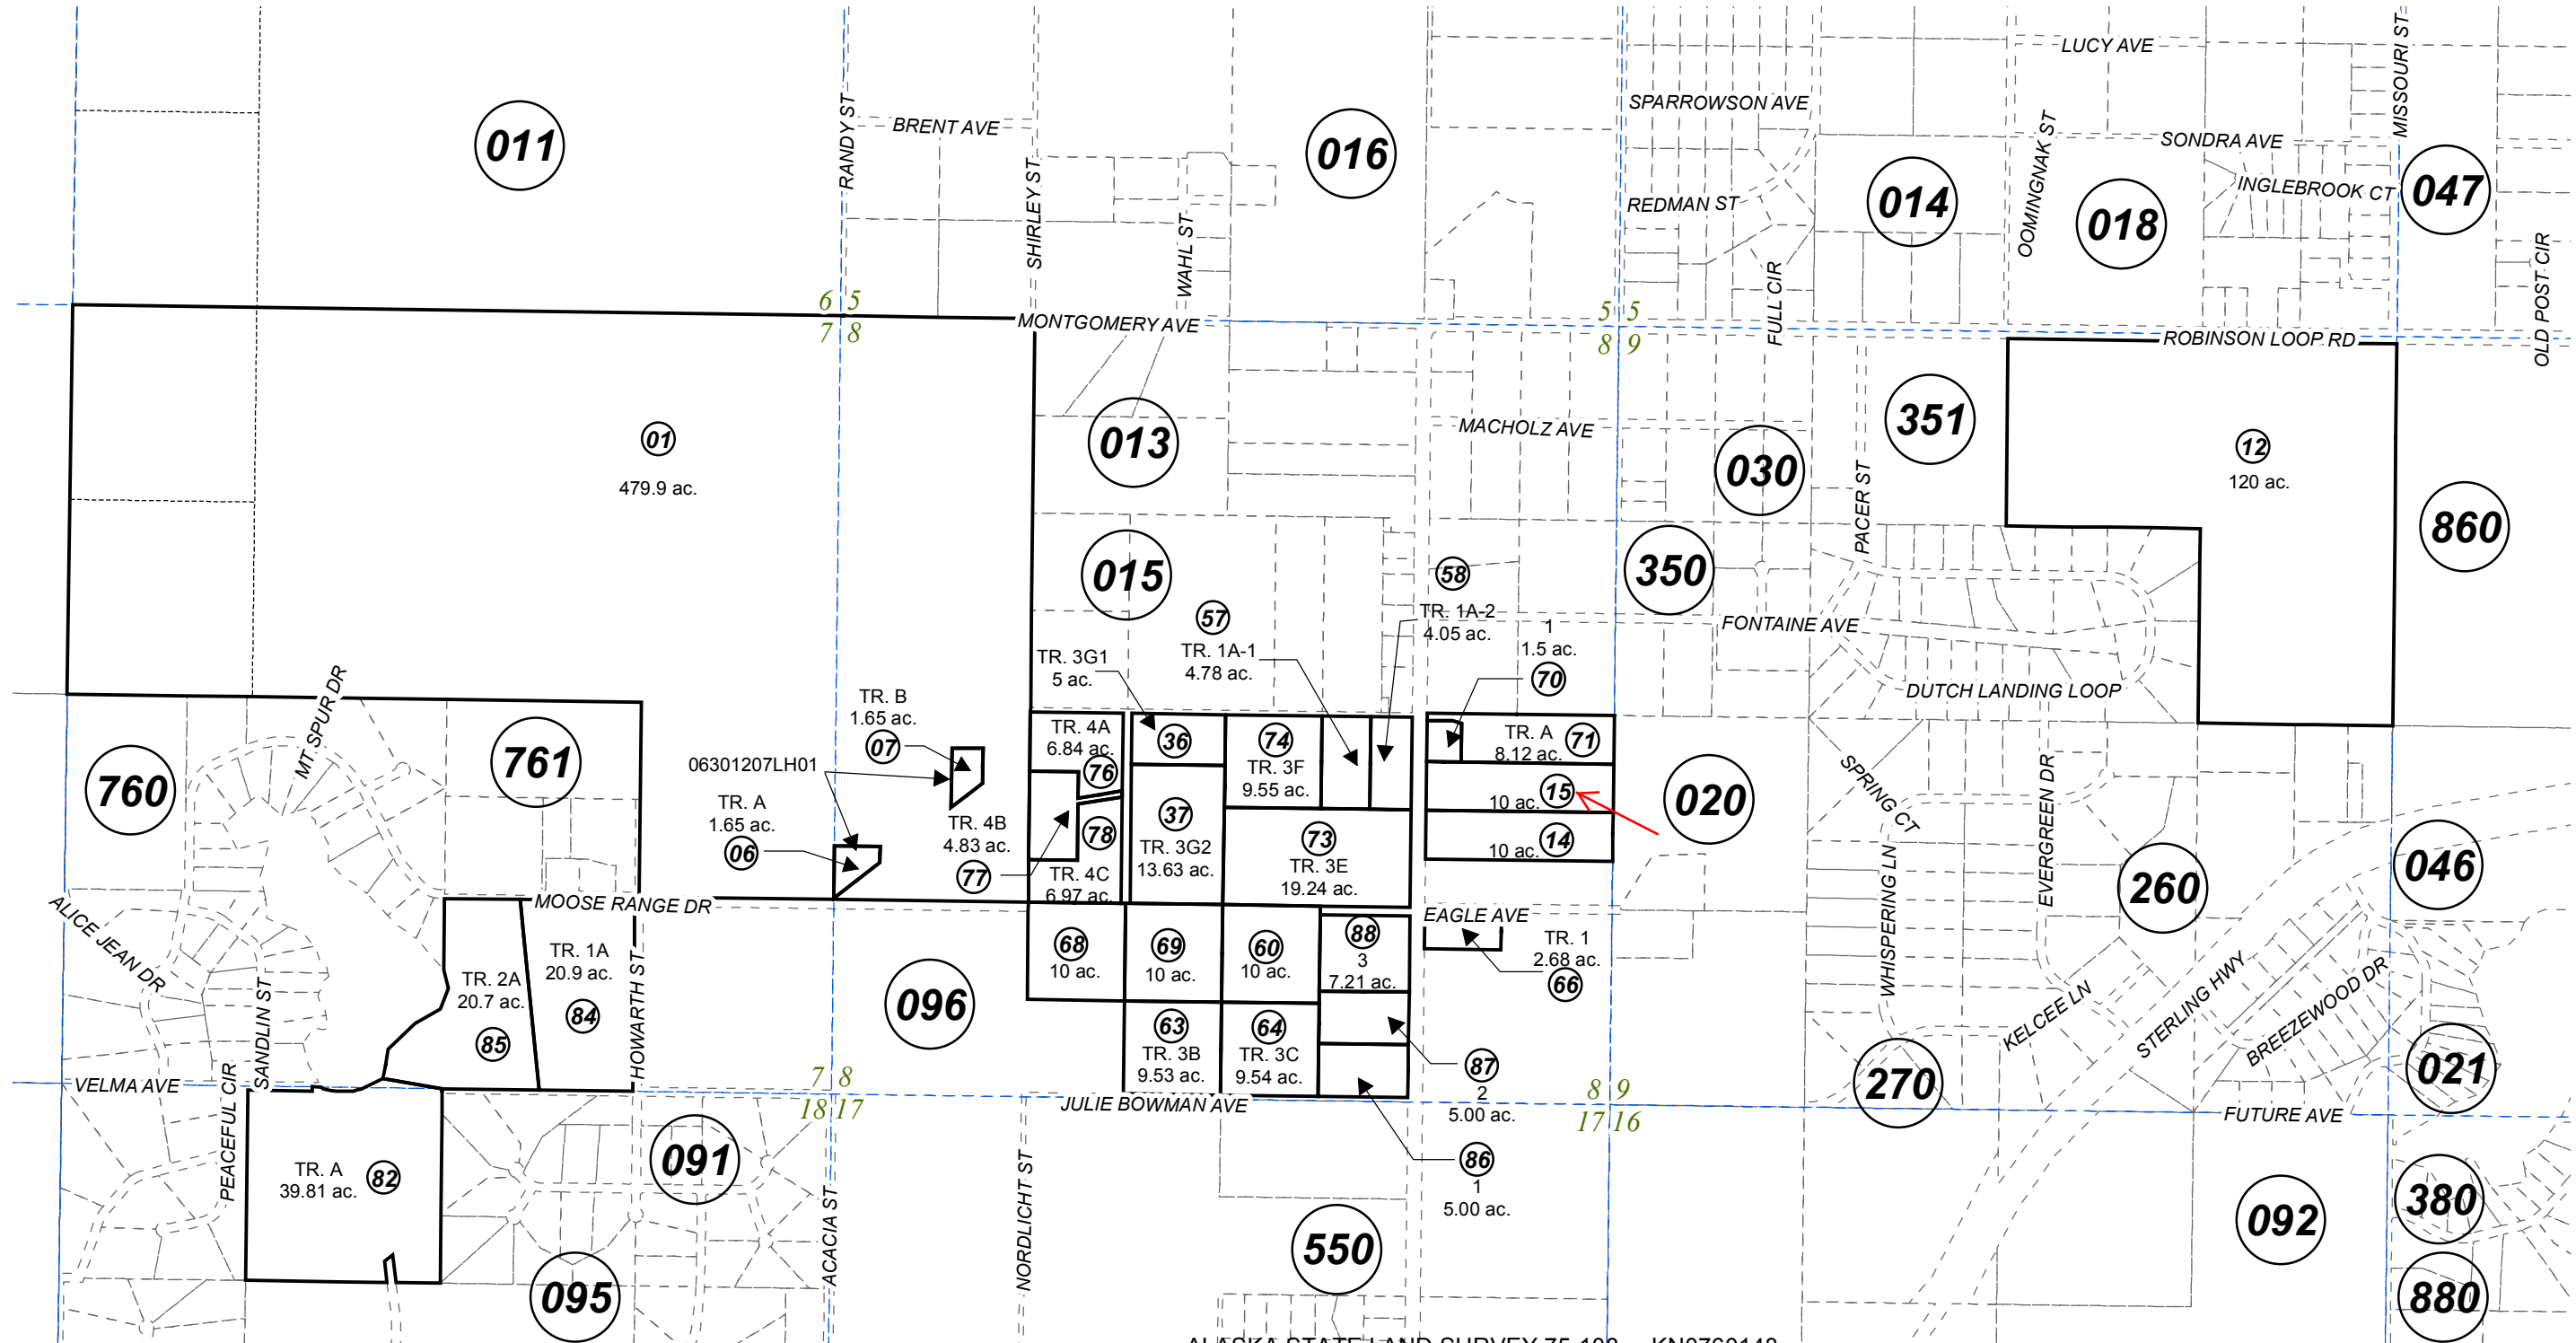 LUCY AVE
MISSOURI ST
SPARROWSON AVE
RANDY ST
BRENT AVE
011
016
SONDRA AVE
OOMINGNAK ST
SHIRLEY ST
REDMAN ST
014
018
INGLEBROOK CT
047
WAHL ST
FULL CIR
OLD POST CIR
6 5
7 8
MONTGOMERY AVE
5 5
8 9
ROBINSON LOOP RD
01
479.9 ac.
013
MACHOLZ AVE
030
351
12
120 ac.
PACER ST
860
015
58
350
57
TR. 1A-2
4.05 ac.
1
1.5 ac.
70
FONTAINE AVE
TR. 1A-1
4.78 ac.
TR. 3G1
5 ac.
MT SPUR DR
DUTCH LANDING LOOP
TR. B
1.65 ac.
07
760
761
06301207LH01
TR. A
1.65 ac.
06
TR. 4A
6.84 ac.
76
36
74
TR. 3F
9.55 ac.
TR. A
8.12 ac.
71
10 ac.
15
10 ac.
14
020
SPRING CT
EVERGREEN DR
TR. 4B
4.83 ac.
77
78
TR. 4C
6.97 ac.
37
TR. 3G2
13.63 ac.
73
TR. 3E
19.24 ac.
WHISPERING LN
260
046
MOOSE RANGE DR
ALICE JEAN DR
EAGLE AVE
TR. 1
2.68 ac.
66
TR. 1A
20.9 ac.
84
TR. 2A
20.7 ac.
85
HOWARTH ST
096
68
10 ac.
69
10 ac.
60
10 ac.
88
3
7.21 ac.
SANDLIN ST
KELCEE LN
STERLING HWY
BREEZEWOOD DR
63
TR. 3B
9.53 ac.
64
TR. 3C
9.54 ac.
87
2
5.00 ac.
270
021
VELMA AVE
PEACEFUL CIR
7 8
18 17
JULIE BOWMAN AVE
8 9
17 16
FUTURE AVE
TR. A
39.81 ac.
82
091
ACACIA ST
NORDLICHT ST
86
1
5.00 ac.
550
092
380
095
880
ALASKA STATE LAND SURVEY 75-108 KN0760148